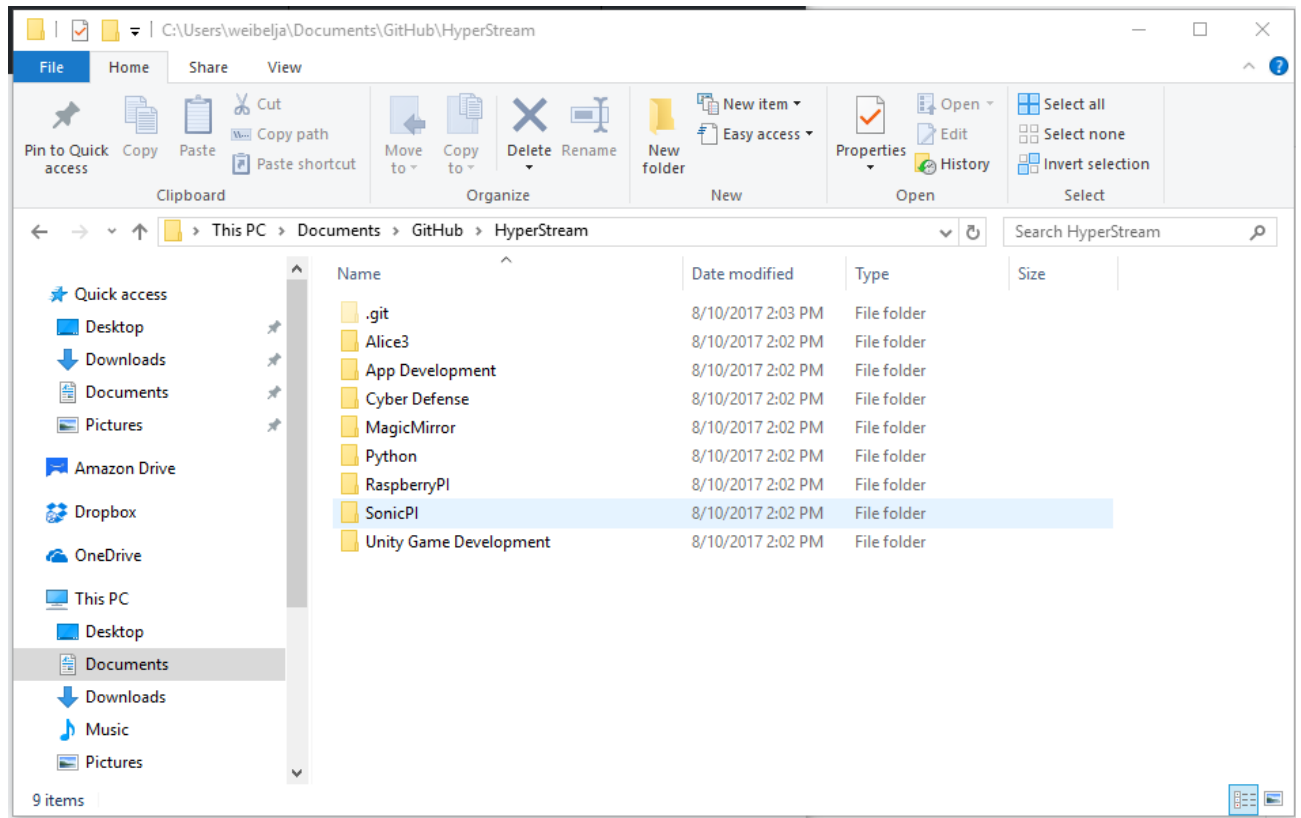 C:\Users\weibelja\Documents\GitHub\HyperStream
File Home Share View
Pin to Quick access
Copy
Paste
Cut
Copy path
Paste shortcut
Clipboard
Move to
Copy to
Delete
Rename
Organize
New folder
New item
Easy access
New
Properties
Open
Edit
History
Open
Select all
Select none
Invert selection
Select
This PC > Documents > GitHub > HyperStream
Search HyperStream
Quick access
Desktop
Downloads
Documents
Pictures
Amazon Drive
Dropbox
OneDrive
This PC
Desktop
Documents
Downloads
Music
Pictures
Name Date modified Type Size
.git 8/10/2017 2:03 PM File folder
Alice3 8/10/2017 2:02 PM File folder
App Development 8/10/2017 2:02 PM File folder
Cyber Defense 8/10/2017 2:02 PM File folder
MagicMirror 8/10/2017 2:02 PM File folder
Python 8/10/2017 2:02 PM File folder
RaspberryPI 8/10/2017 2:02 PM File folder
SonicPI 8/10/2017 2:02 PM File folder
Unity Game Development 8/10/2017 2:02 PM File folder
9 items